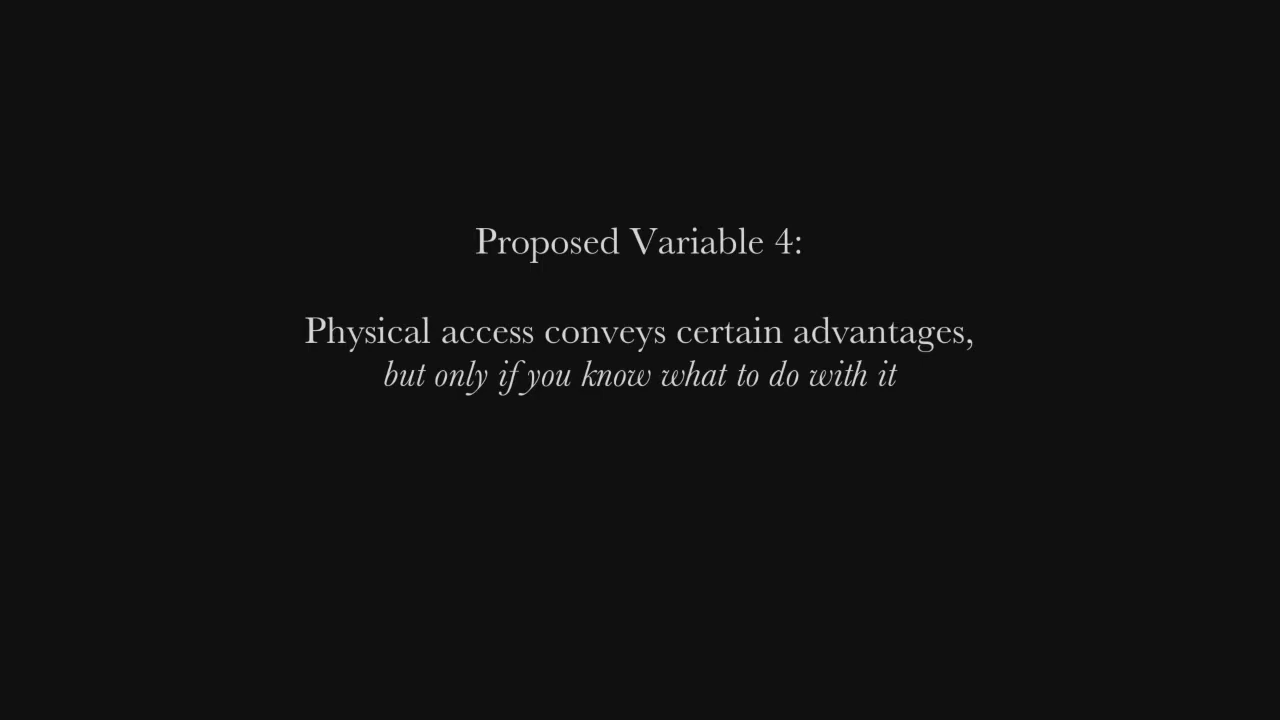 Proposed Variable 4:
Physical access conveys certain advantages,
but only if you know what to do with it